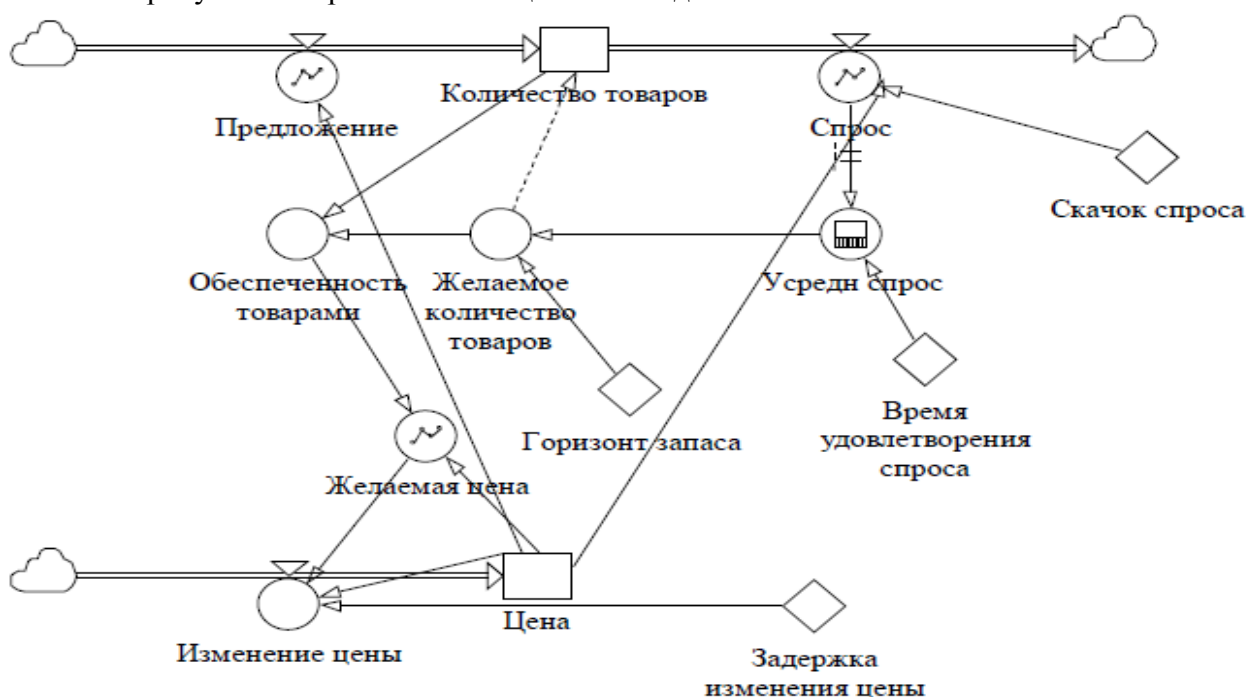 Количество товаров
Предложение
Спрос
Скачок спроса
Обеспеченность
товарами
Желаемое
количество
товаров
Усредн спрос
Горизонт запаса
Время
удовлетворения
спроса
Желаемая цена
Цена
Изменение цены
Задержка
изменения цены